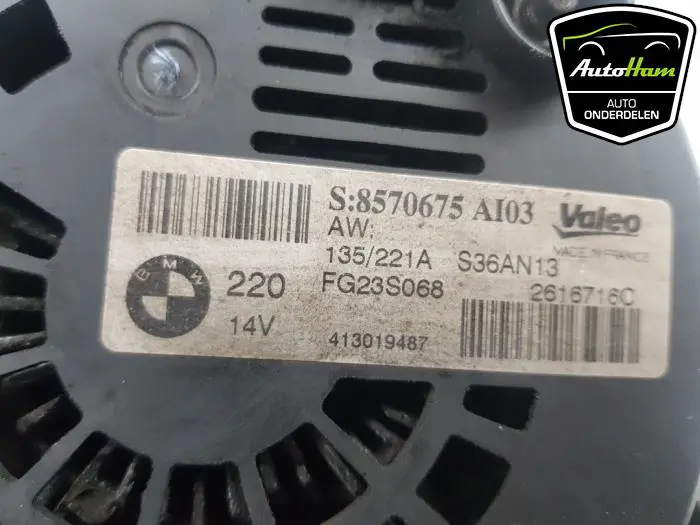 AutoHam
AUTO
ONDERDELEN
S:8570675 AI03
Valeo
AW:
MADE IN FRANCE
135/221A S36AN13
BMW
220
FG23S068
2616716C
14V
413019487